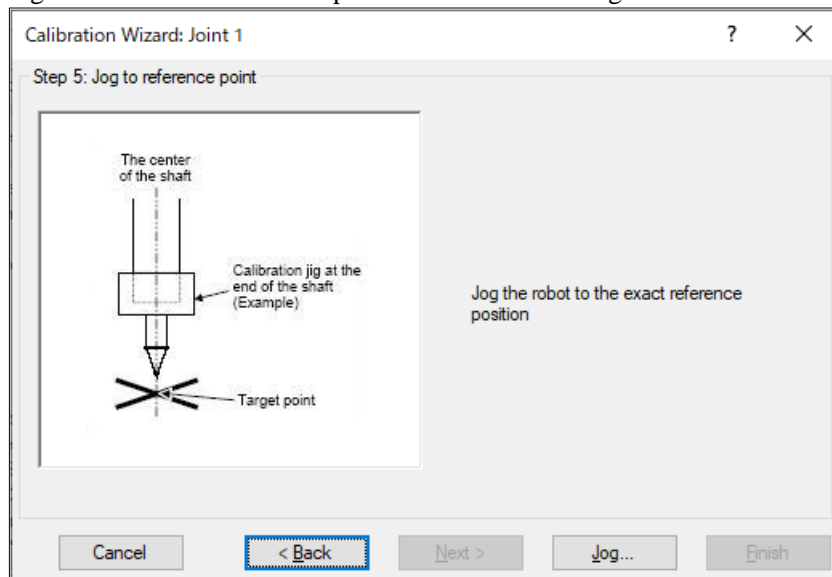 Calibration Wizard: Joint 1 ?
Step 5: Jog to reference point
The center
of the shaft
Calibration jig at the
end of the shaft
(Example)
Target point
Jog the robot to the exact reference
position
Cancel < Back Next > Jog... Finish